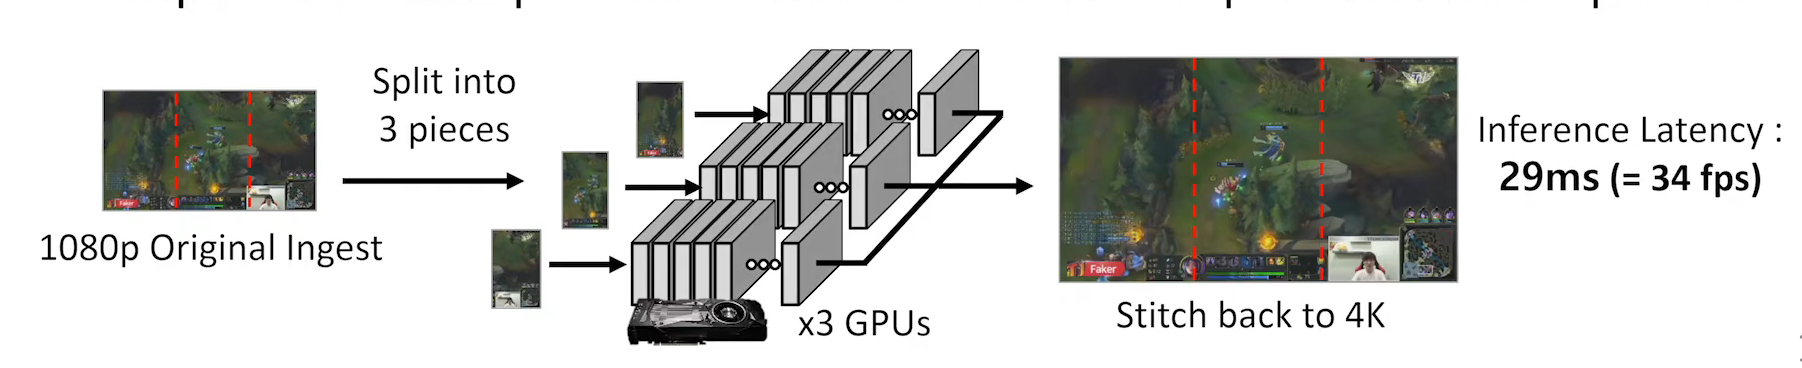 Split into
3 pieces
1080p Original Ingest
x3 GPUs
Faker
Faker
Stitch back to 4K
Inference Latency :
29ms (= 34 fps)